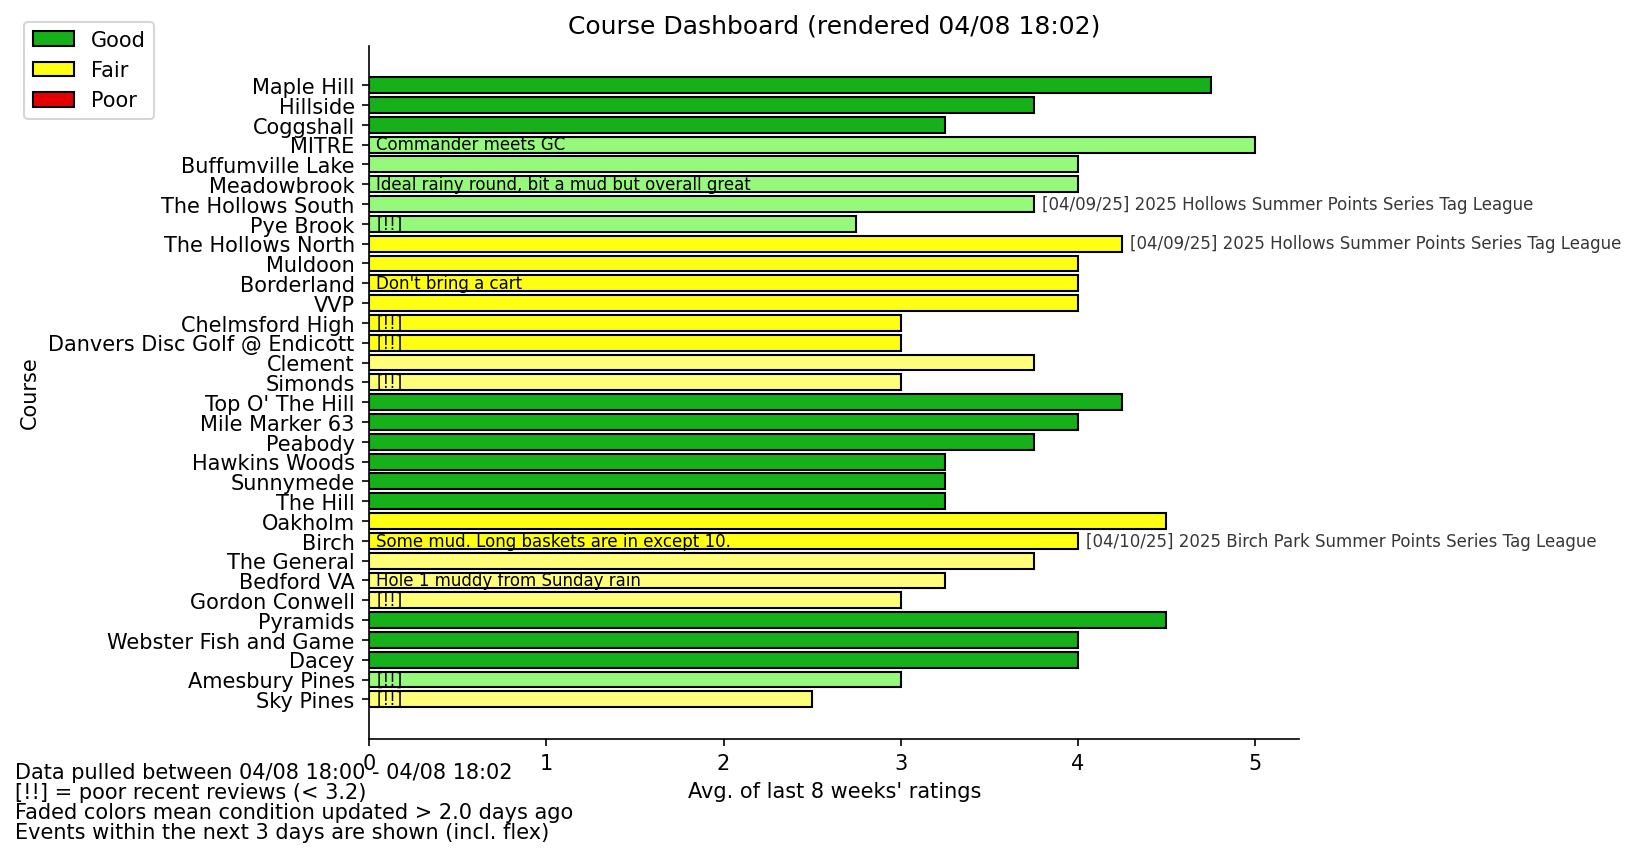 Course Dashboard (rendered 04/08 18:02)
Good
Fair
Poor
Course
Maple Hill
Hillside
Coggshall
MITRE Commander meets GC
Buffumville Lake
Meadowbrook Ideal rainy round, bit a mud but overall great
The Hollows South [04/09/25] 2025 Hollows Summer Points Series Tag League
Pye Brook [!!]
The Hollows North [04/09/25] 2025 Hollows Summer Points Series Tag League
Muldoon
Borderland Don't bring a cart
VVP
Chelmsford High [!!]
Danvers Disc Golf @ Endicott [!!]
Clement
Simonds [!!]
Top O' The Hill
Mile Marker 63
Peabody
Hawkins Woods
Sunnymede
The Hill
Oakholm
Birch Some mud. Long baskets are in except 10. [04/10/25] 2025 Birch Park Summer Points Series Tag League
The General
Bedford VA Hole 1 muddy from Sunday rain
Gordon Conwell [!!]
Pyramids
Webster Fish and Game
Dacey
Amesbury Pines [!!]
Sky Pines [!!]
0 1 2 3 4 5
Avg. of last 8 weeks' ratings
Data pulled between 04/08 18:00 - 04/08 18:02
[!!] = poor recent reviews (< 3.2)
Faded colors mean condition updated > 2.0 days ago
Events within the next 3 days are shown (incl. flex)